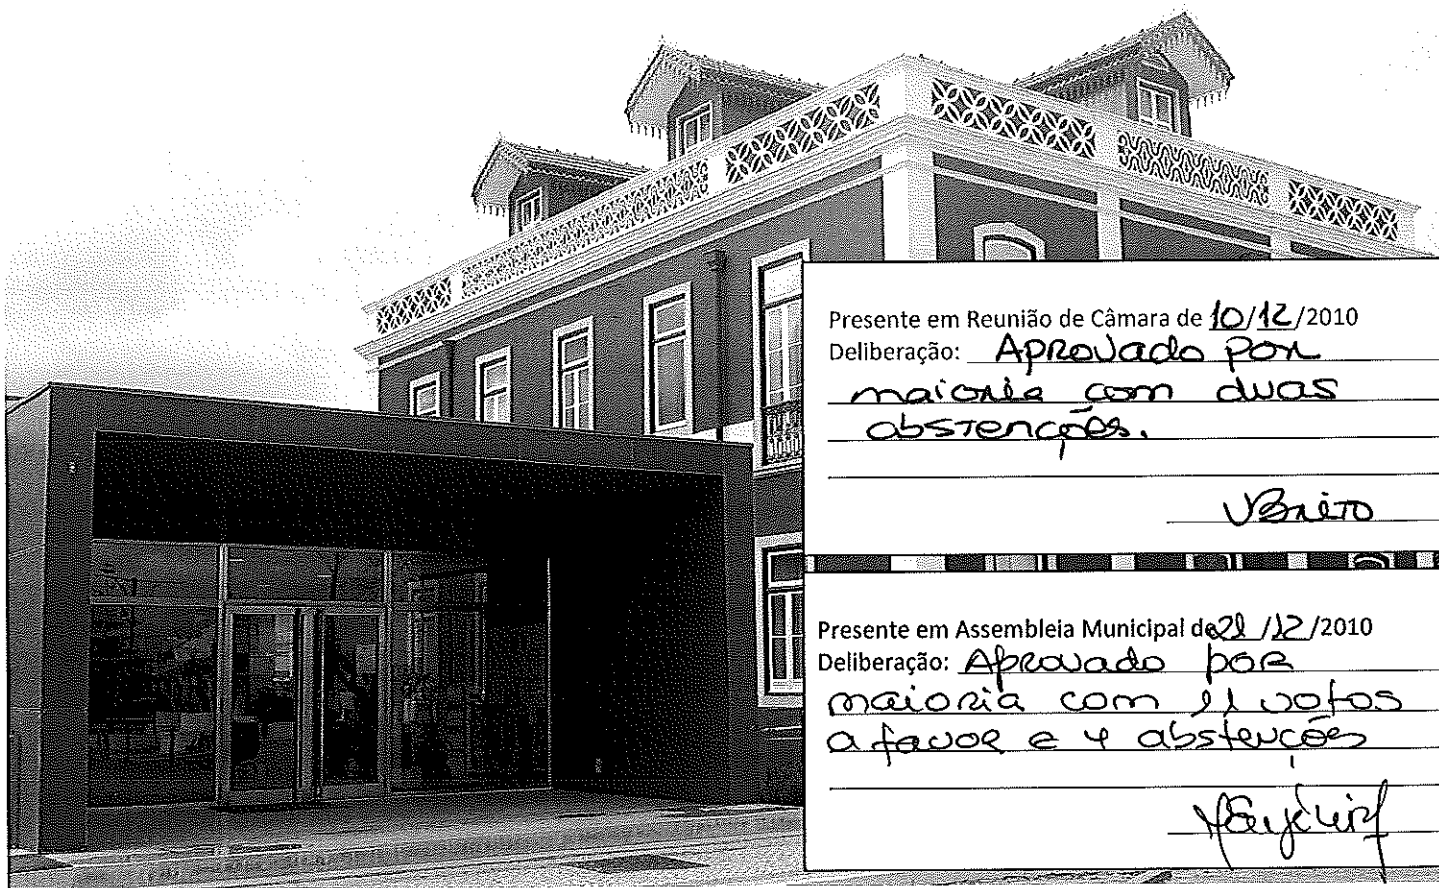 Presente em Reunião de Câmara de 10/12/2010
Deliberação: Aprovado por
maioria com duas
abstenções.
VBrito
Presente em Assembleia Municipal de 21/12/2010
Deliberação: Aprovado por
maioria com 11 votos
a favor e 4 abstenções